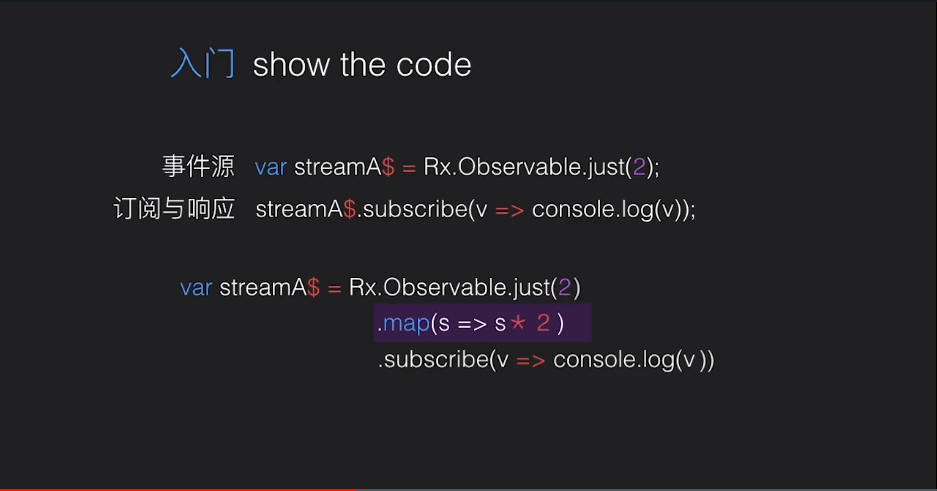 入门 show the code
事件源 var streamA$ = Rx.Observable.just(2);
订阅与响应 streamA$.subscribe(v => console.log(v));
var streamA$ = Rx.Observable.just(2)
.map(s => s * 2 )
.subscribe(v => console.log(v))